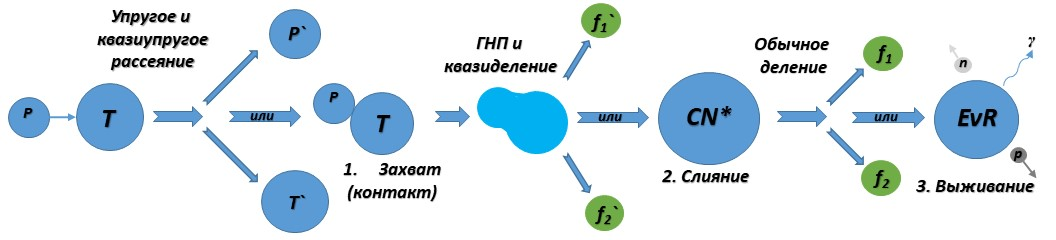 P
T
Упругое и
квазиупругое
рассеяние
P`
или
T`
P
T
1. Захват
(контакт)
ГНП и
квазиделение
f1`
f2`
или
CN*
2. Слияние
Обычное
деление
f1
f2
или
n
γ
EvR
p
3. Выживание